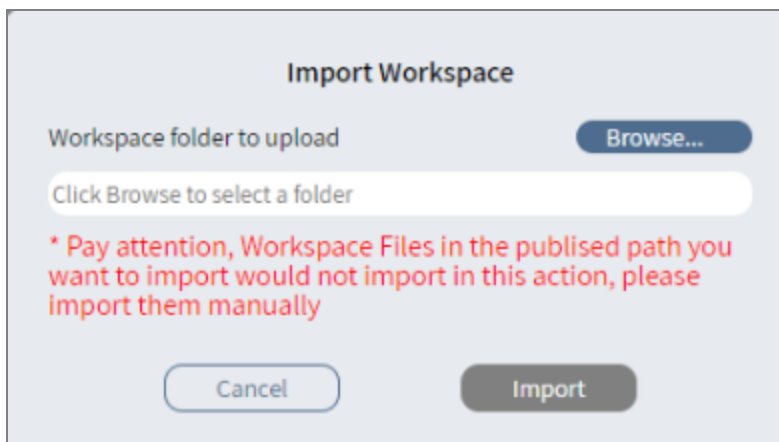 Import Workspace
Workspace folder to upload
Browse...
Click Browse to select a folder
* Pay attention, Workspace Files in the publised path you
want to import would not import in this action, please
import them manually
Cancel
Import